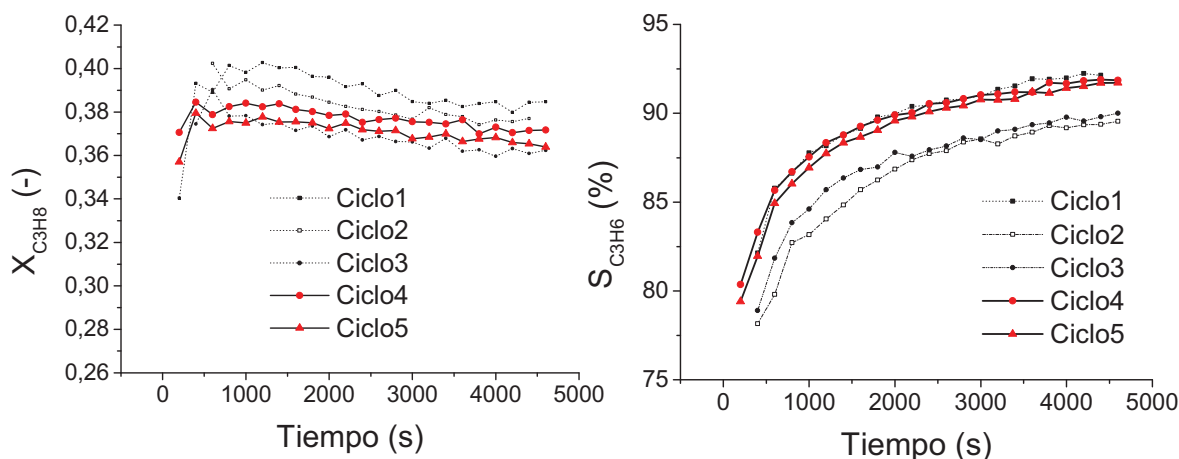 0,42
0,40
0,38
0,36
0,34
0,32
0,30
0,28
0,26
X_C3H8 (-)
Ciclo1
Ciclo2
Ciclo3
Ciclo4
Ciclo5
0 1000 2000 3000 4000 5000
Tiempo (s)
95
90
85
80
75
S_C3H6 (%)
Ciclo1
Ciclo2
Ciclo3
Ciclo4
Ciclo5
0 1000 2000 3000 4000 5000
Tiempo (s)